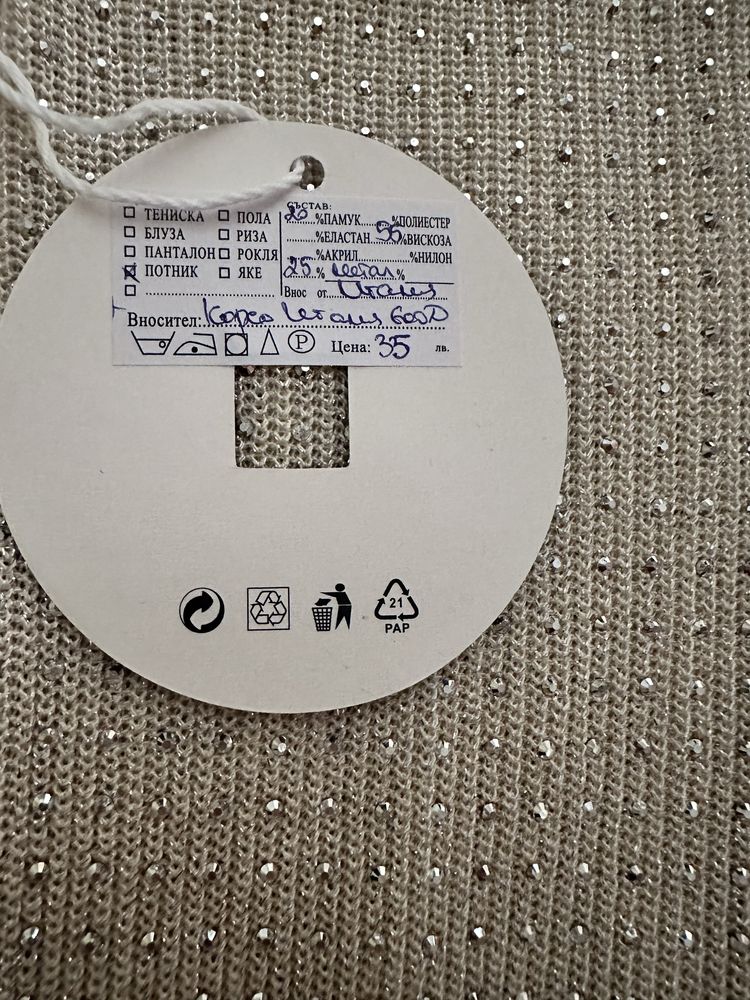 СЪСТАВ:
☐ ТЕНИСКА ☐ ПОЛА 20 %ПАМУК........%ПОЛИЕСТЕР
☐ БЛУЗА ☐ РИЗА .......%ЕЛАСТАН 55 %ВИСКОЗА
☐ ПАНТАЛОН ☐ РОКЛЯ .......%АКРИЛ........%НИЛОН
☒ ПОТНИК ☐ ЯКЕ 25 % метал %
☐ ........................ Внос от Италия
Вносител: Италия
Цена: 35 лв.
P
21
PAP